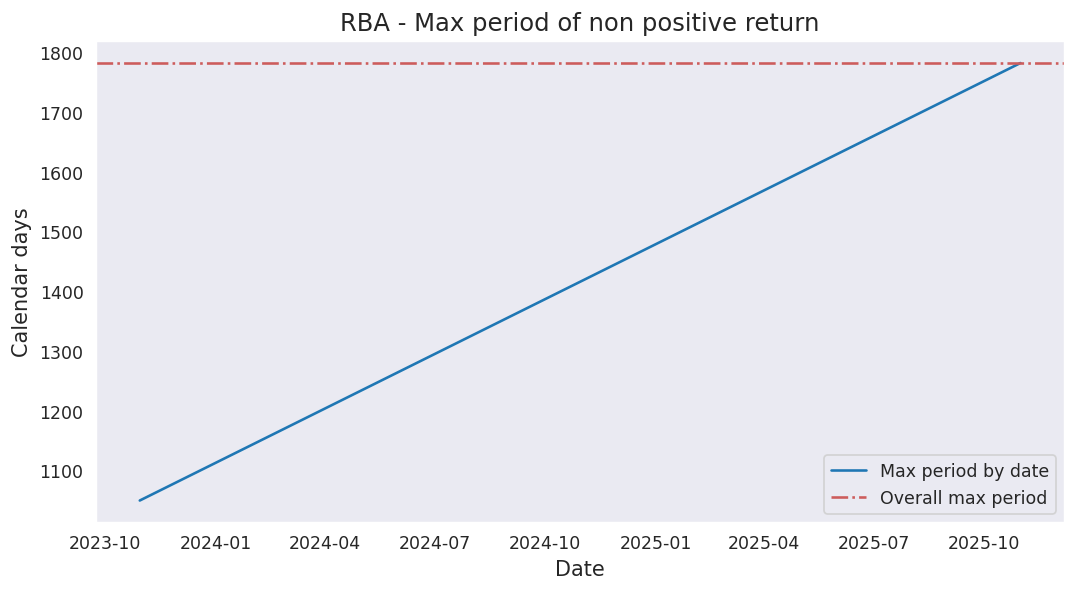 RBA - Max period of non positive return
1800
1700
1600
1500
1400
1300
1200
1100
Calendar days
Max period by date
Overall max period
2023-10 2024-01 2024-04 2024-07 2024-10 2025-01 2025-04 2025-07 2025-10
Date